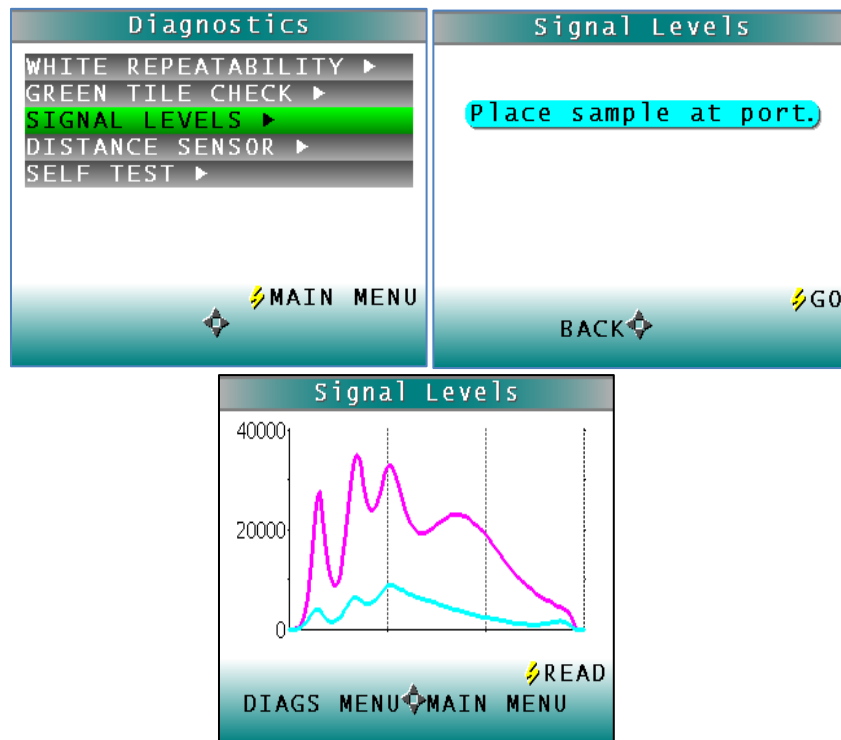 Diagnostics
WHITE REPEATABILITY ▶
GREEN TILE CHECK ▶
SIGNAL LEVELS ▶
DISTANCE SENSOR ▶
SELF TEST ▶
MAIN MENU
Signal Levels
Place sample at port.
GO
BACK
Signal Levels
40000
20000
0
READ
DIAGS MENU MAIN MENU